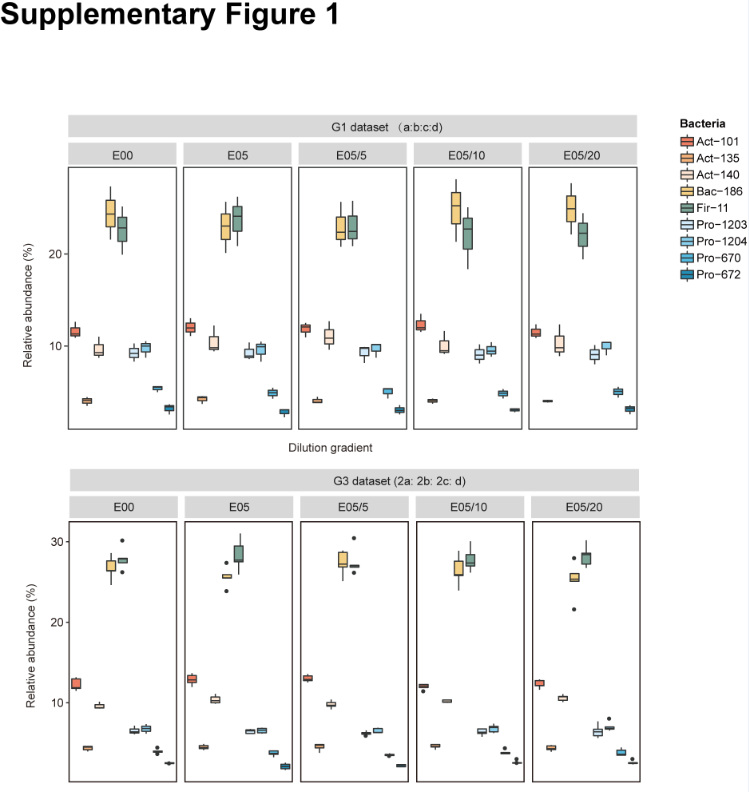 Supplementary Figure 1
G1 dataset （a:b:c:d)
E00 E05 E05/5 E05/10 E05/20
Relative abundance (%)
20
10
Dilution gradient
Bacteria
Act−101
Act−135
Act−140
Bac−186
Fir−11
Pro−1203
Pro−1204
Pro−670
Pro−672
G3 dataset (2a: 2b: 2c: d)
E00 E05 E05/5 E05/10 E05/20
Relative abundance (%)
30
20
10